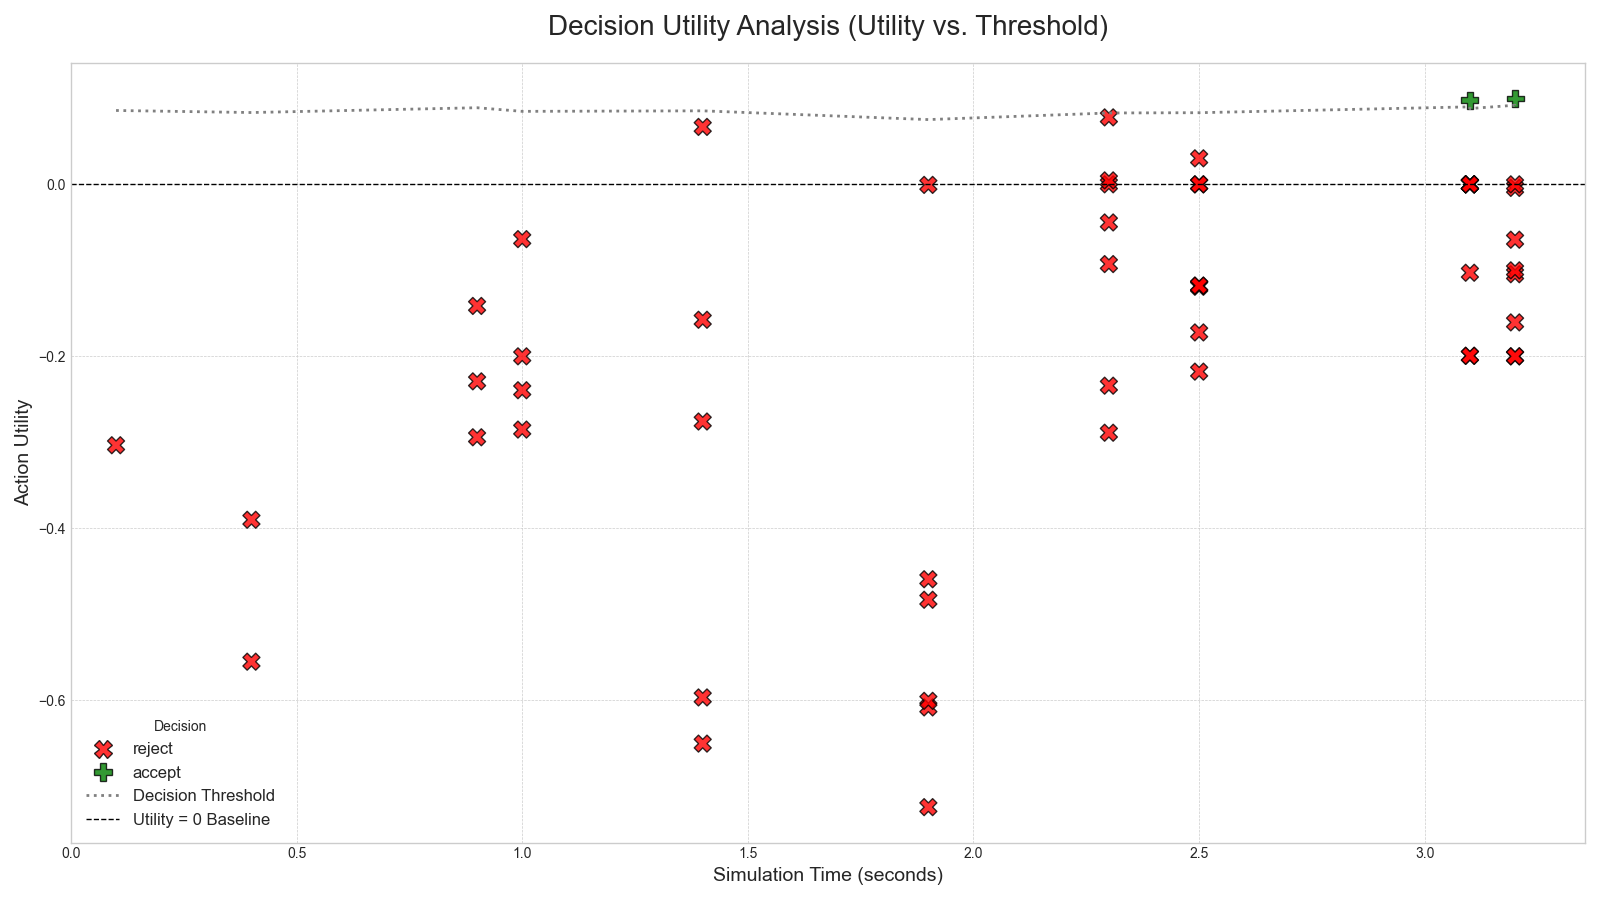 Decision Utility Analysis (Utility vs. Threshold)
Action Utility
0.0
−0.2
−0.4
−0.6
Decision
reject
accept
Decision Threshold
Utility = 0 Baseline
0.0 0.5 1.0 1.5 2.0 2.5 3.0
Simulation Time (seconds)